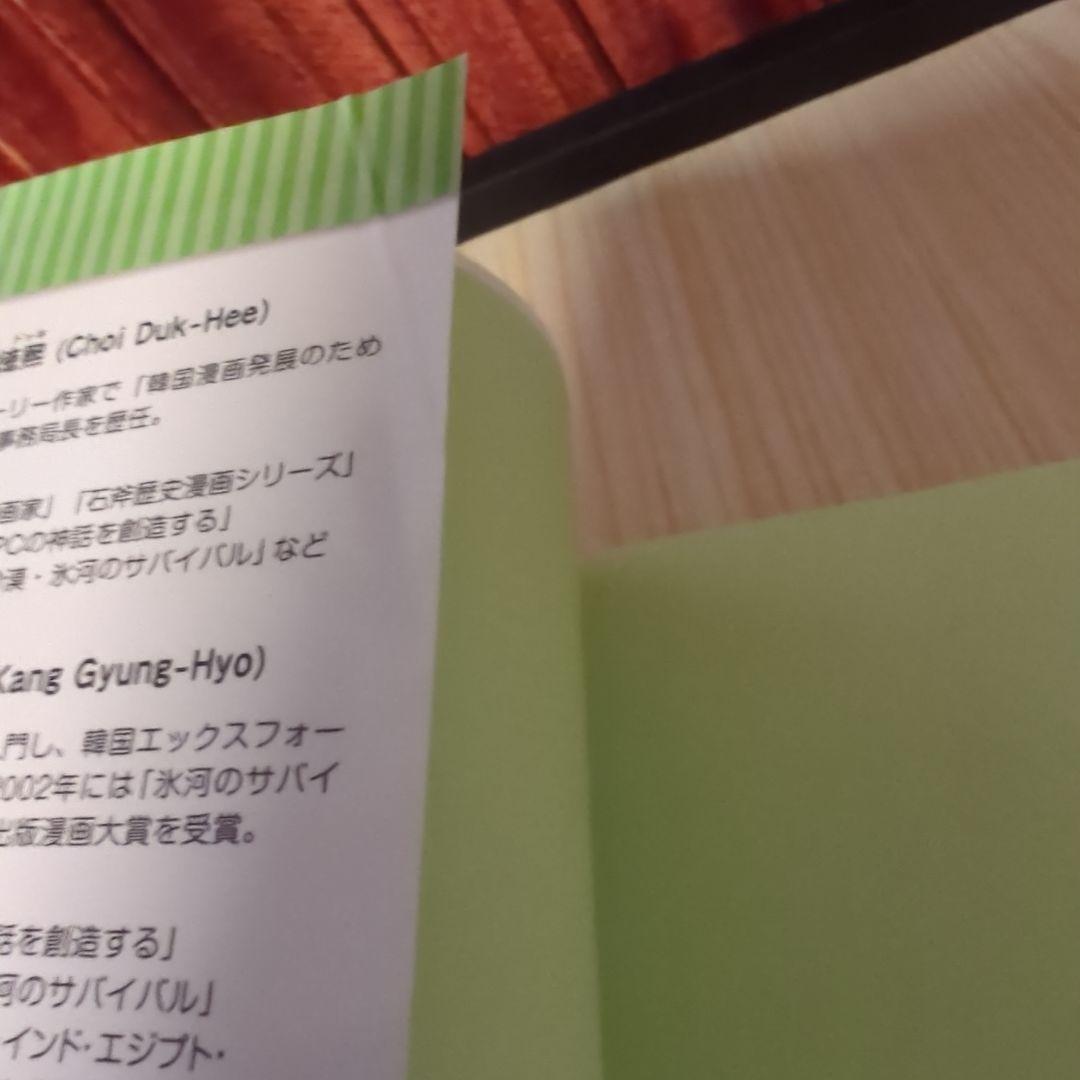 (Choi Duk-Hee)
ーリー作家で「韓国漫画発展のため
事務局長を歴任。
画家」「石斧歴史漫画シリーズ」
PCの神話を創造する」
漠・氷河のサバイバル」など
Kang Gyung-Hyo)
入門し、韓国エックスフォー
2002年には「氷河のサバイ
出版漫画大賞を受賞。
話を創造する」
河のサバイバル」
インド・エジプト・